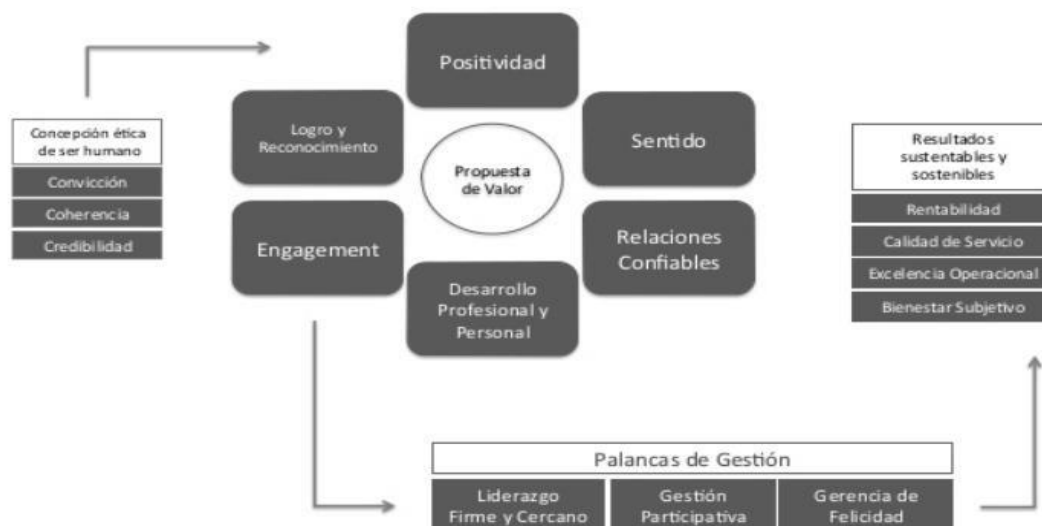 Concepción ética
de ser humano
Convicción
Coherencia
Credibilidad
Positividad
Logro y
Reconocimiento
Sentido
Propuesta
de Valor
Engagement
Relaciones
Confiables
Desarrollo
Profesional y
Personal
Palancas de Gestión
Liderazgo
Firme y Cercano
Gestión
Participativa
Gerencia de
Felicidad
Resultados
sustentables y
sostenibles
Rentabilidad
Calidad de Servicio
Excelencia Operacional
Bienestar Subjetivo